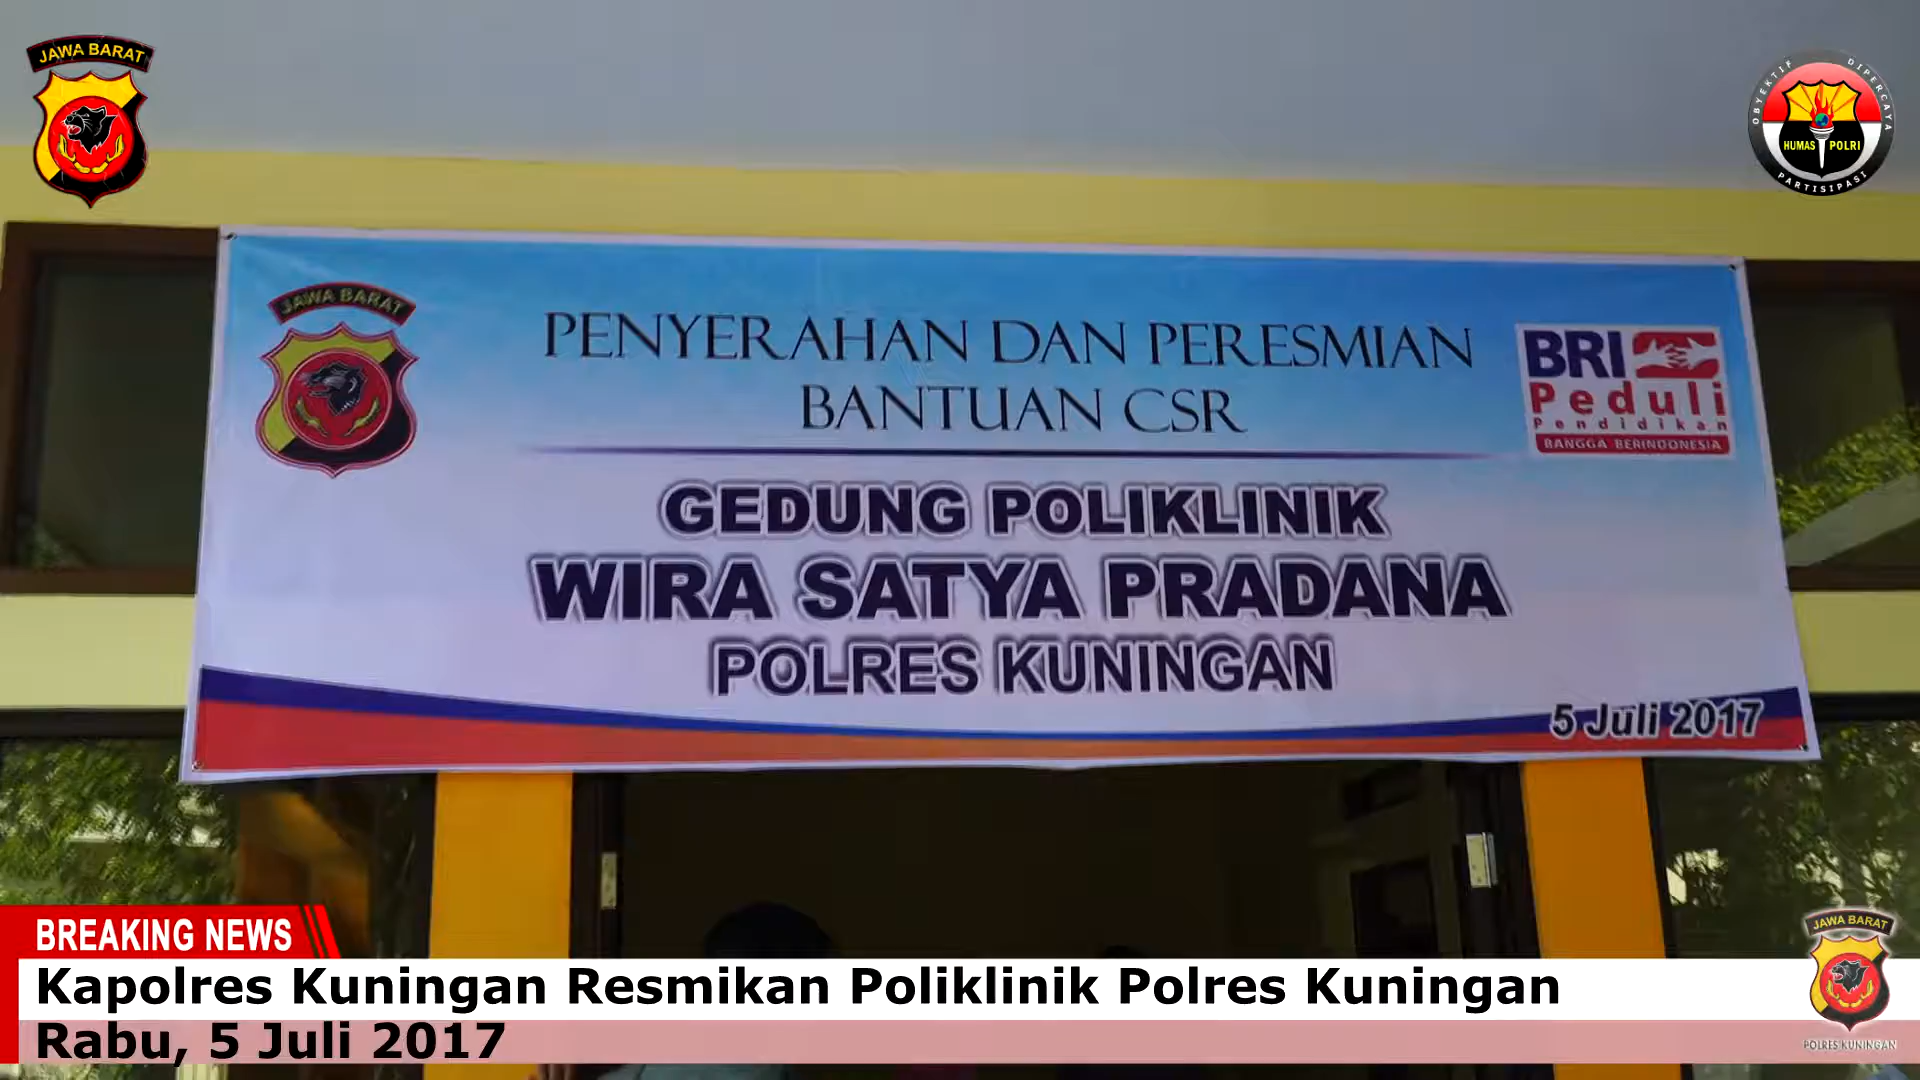 JAWA BARAT
OBYEKTIF DIPERCAYA
HUMAS POLRI
PARTISIPASI
JAWA BARAT
PENYERAHAN DAN PERESMIAN
BANTUAN CSR
BRI
Peduli
Pendidikan
BANGGA BERINDONESIA
GEDUNG POLIKLINIK
WIRA SATYA PRADANA
POLRES KUNINGAN
5 Juli 2017
BREAKING NEWS
Kapolres Kuningan Resmikan Poliklinik Polres Kuningan
Rabu, 5 Juli 2017
JAWA BARAT
POLRES KUNINGAN